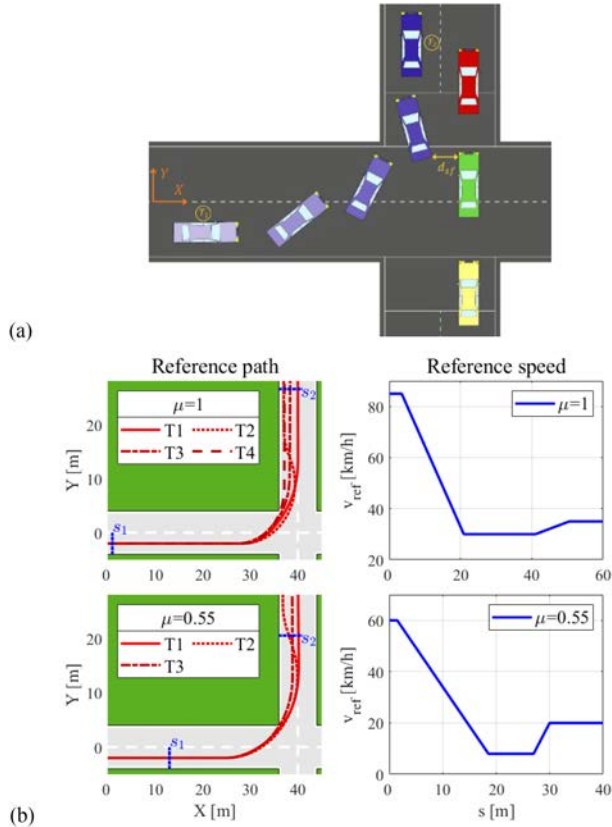 Y
X
d_sf
(a)
Reference path
Reference speed
μ=1
T1 T2
T3 T4
s₁
s₂
Y [m]
20
10
0
0 10 20 30 40
μ=1
v_ref [km/h]
80
60
40
20
0 20 40 60
μ=0.55
T1 T2
T3
s₁
s₂
Y [m]
20
10
0
0 10 20 30 40
X [m]
μ=0.55
v_ref [km/h]
60
40
20
0
0 20 40 60
s [m]
(b)